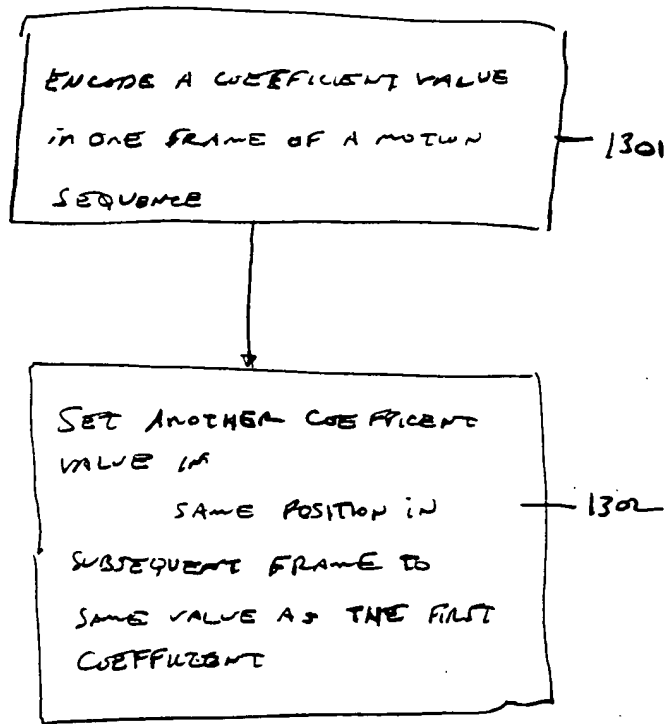 ENCODE A COEFFICIENT VALUE
in ONE FRAME OF A MOTION
SEQUENCE
1301
SET ANOTHER COEFFICENT
VALUE IN
SAME POSITION in
SUBSEQUENT FRAME TO
SAME VALUE AS THE FIRST
COEFFICIENT
1302